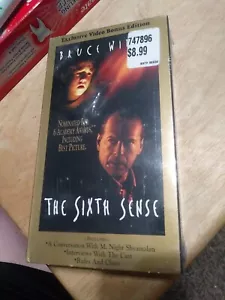 Exclusive Video Bonus Edition
BRUCE WI
747896
$8.99
NOMINATED FOR
6 ACADEMY AWARDS,
INCLUDING
BEST PICTURE
THE SIXTH SENSE
A Conversation With M. Night Shyamalan
Interviews With The Cast
Rules And Clues